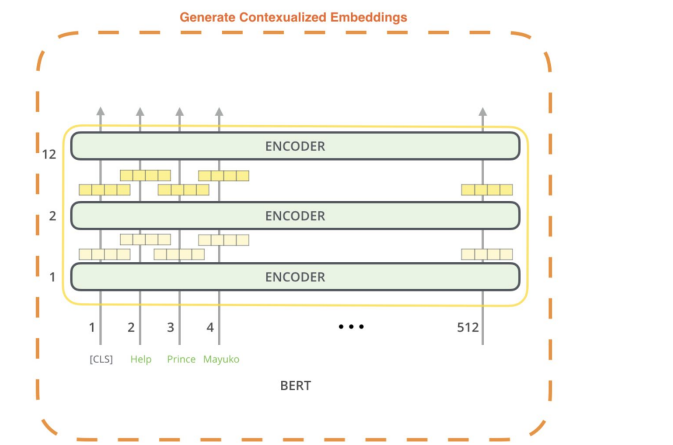 Generate Contexualized Embeddings
12
ENCODER
2
ENCODER
1
ENCODER
1 2 3 4 ••• 512
[CLS] Help Prince Mayuko
BERT